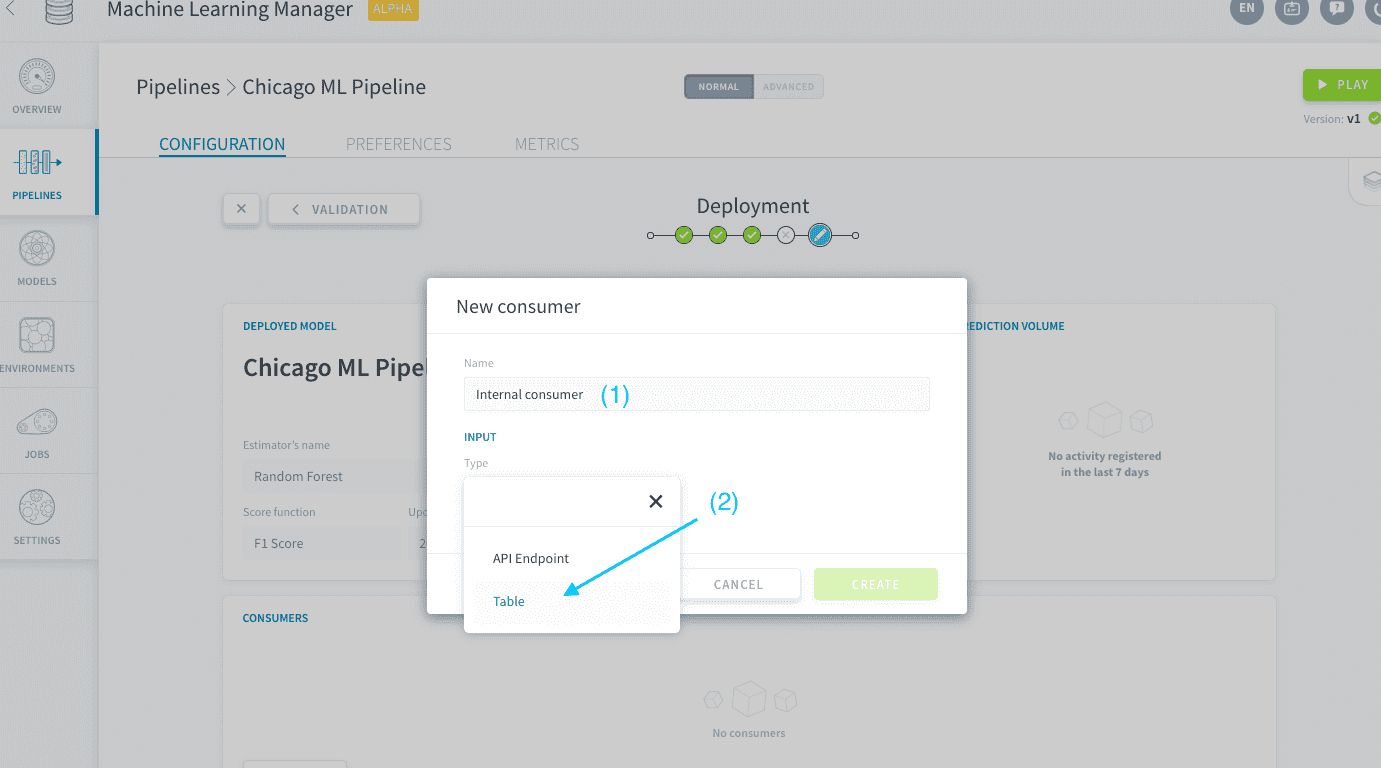 Machine Learning Manager ALPHA
EN
OVERVIEW
PIPELINES
MODELS
ENVIRONMENTS
JOBS
SETTINGS
Pipelines > Chicago ML Pipeline
NORMAL ADVANCED
PLAY
Version: v1
CONFIGURATION PREFERENCES METRICS
VALIDATION
Deployment
DEPLOYED MODEL
Chicago ML Pipel
Estimator's name
Random Forest
Score function
F1 Score
New consumer
Name
Internal consumer (1)
INPUT
Type
(2)
API Endpoint
Table
CANCEL CREATE
EDICTION VOLUME
No activity registered
in the last 7 days
CONSUMERS
No consumers